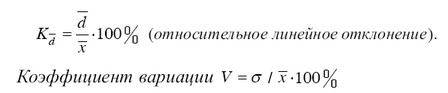 K_d̅ = d̅ / x̅ · 100% (относительное линейное отклонение).
Коэффициент вариации V = σ / x̅ · 100%